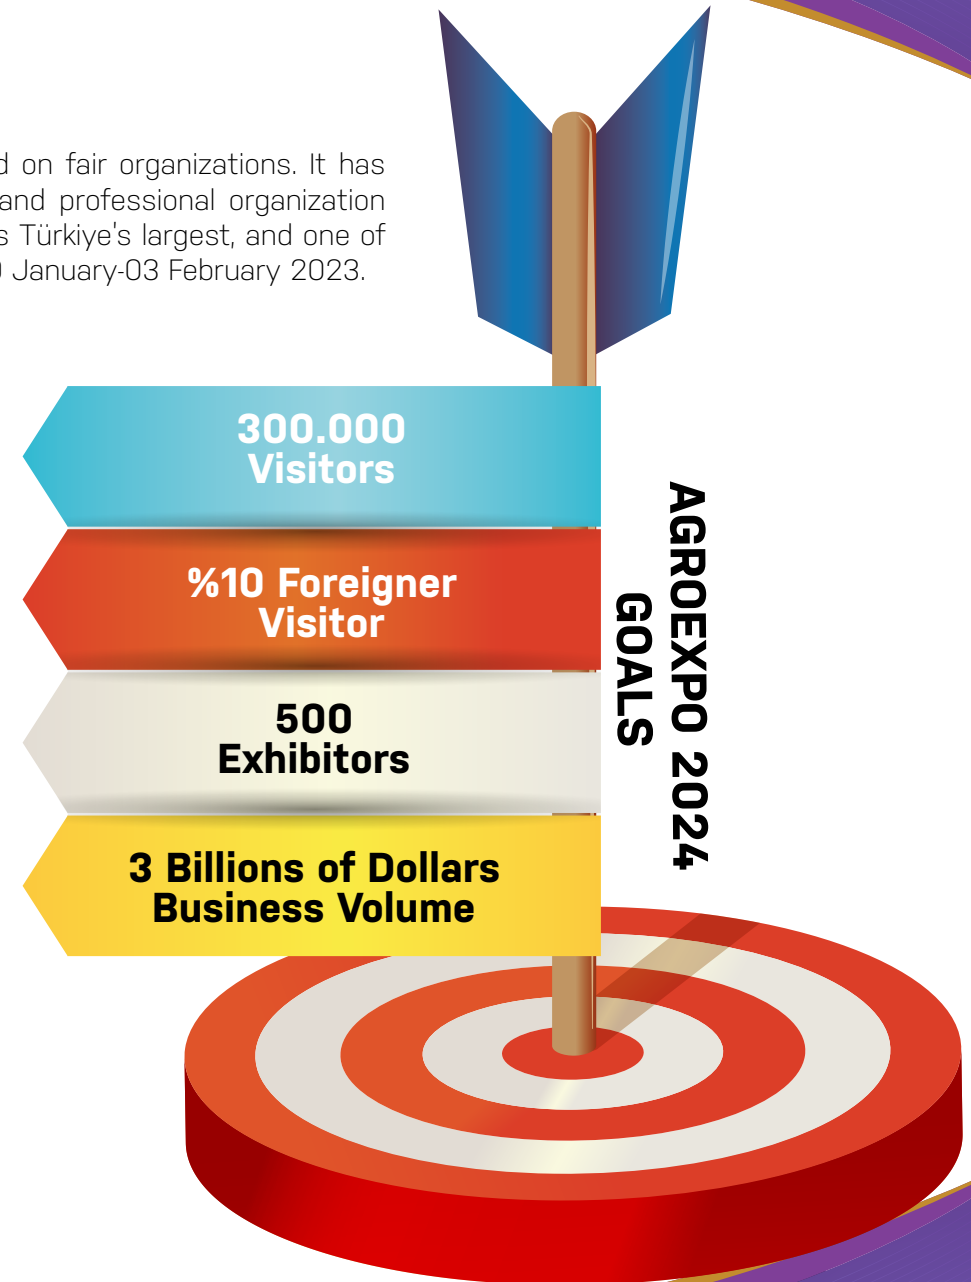 on fair organizations. It has
and professional organization
Türkiye's largest, and one of
January-03 February 2023.
300.000
Visitors
%10 Foreigner
Visitor
500
Exhibitors
3 Billions of Dollars
Business Volume
AGROEXPO 2024
GOALS